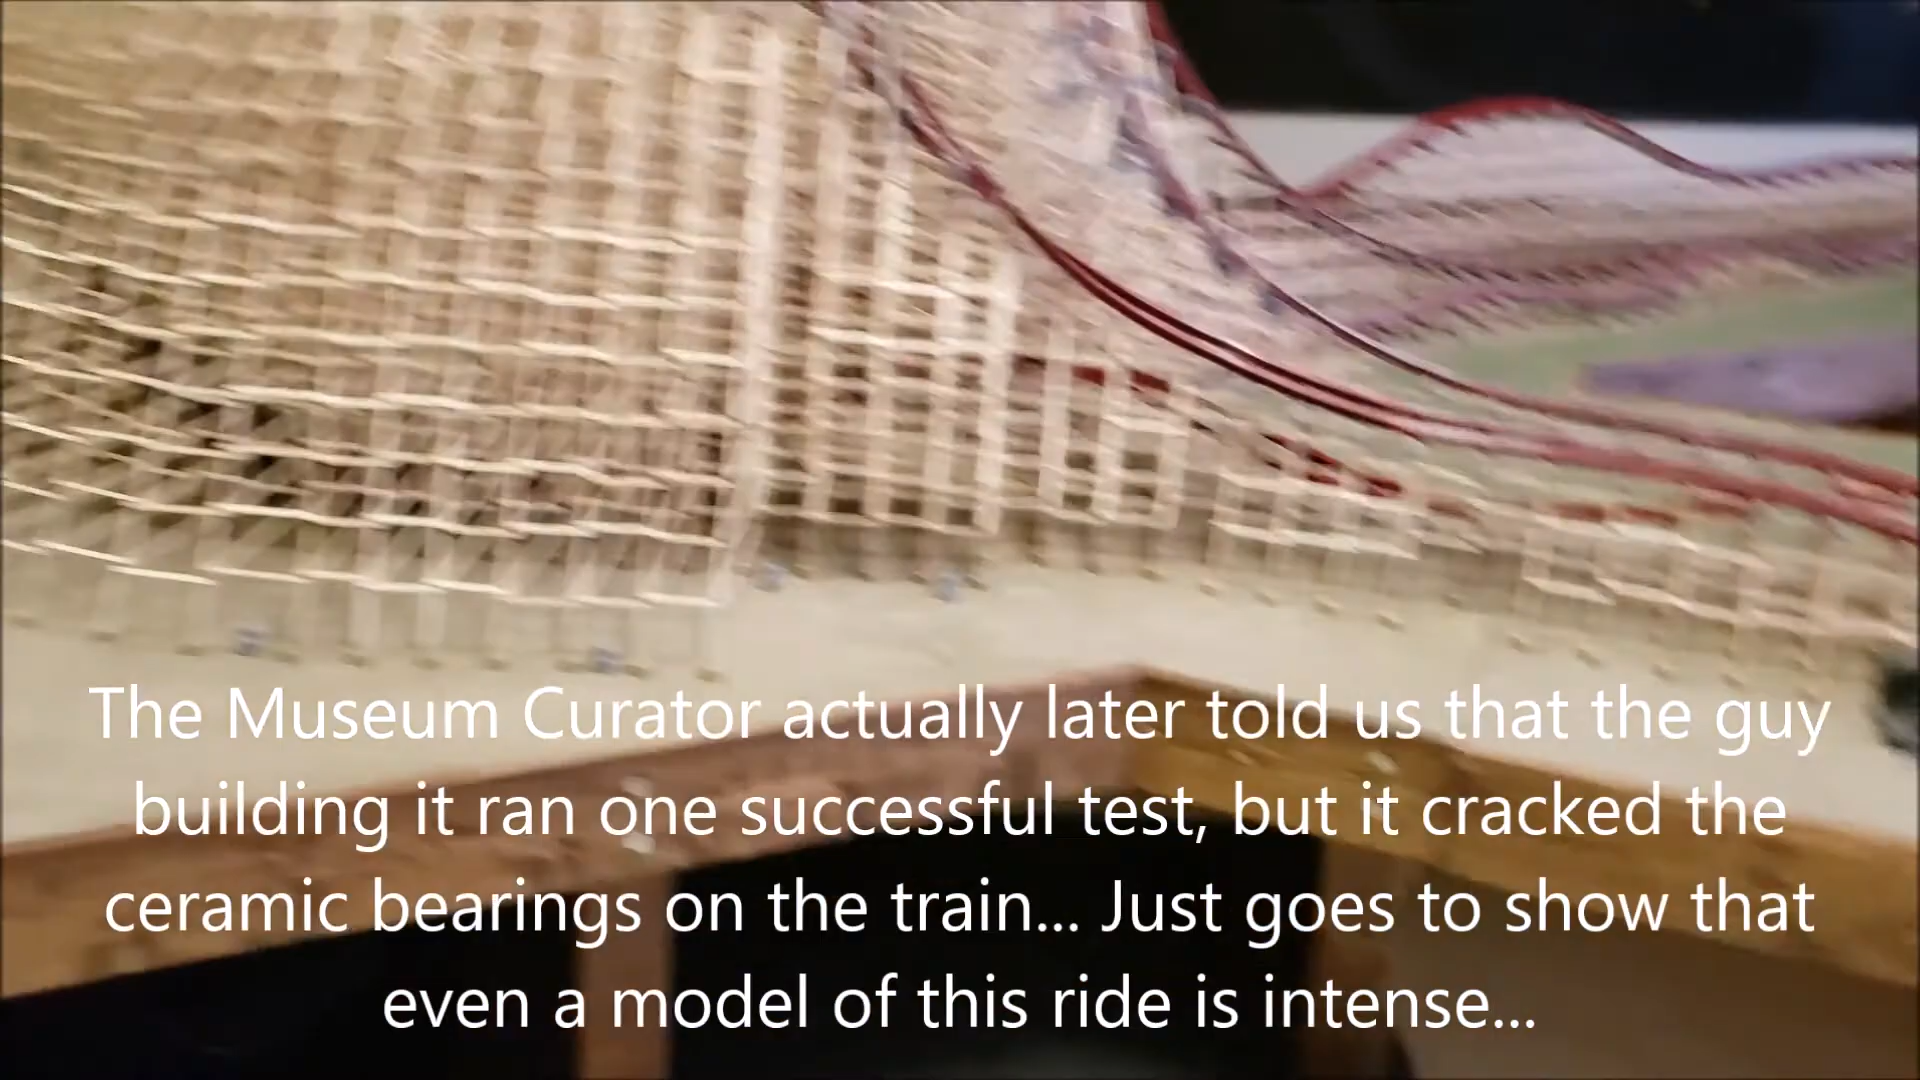 The Museum Curator actually later told us that the guy
building it ran one successful test, but it cracked the
ceramic bearings on the train... Just goes to show that
even a model of this ride is intense...